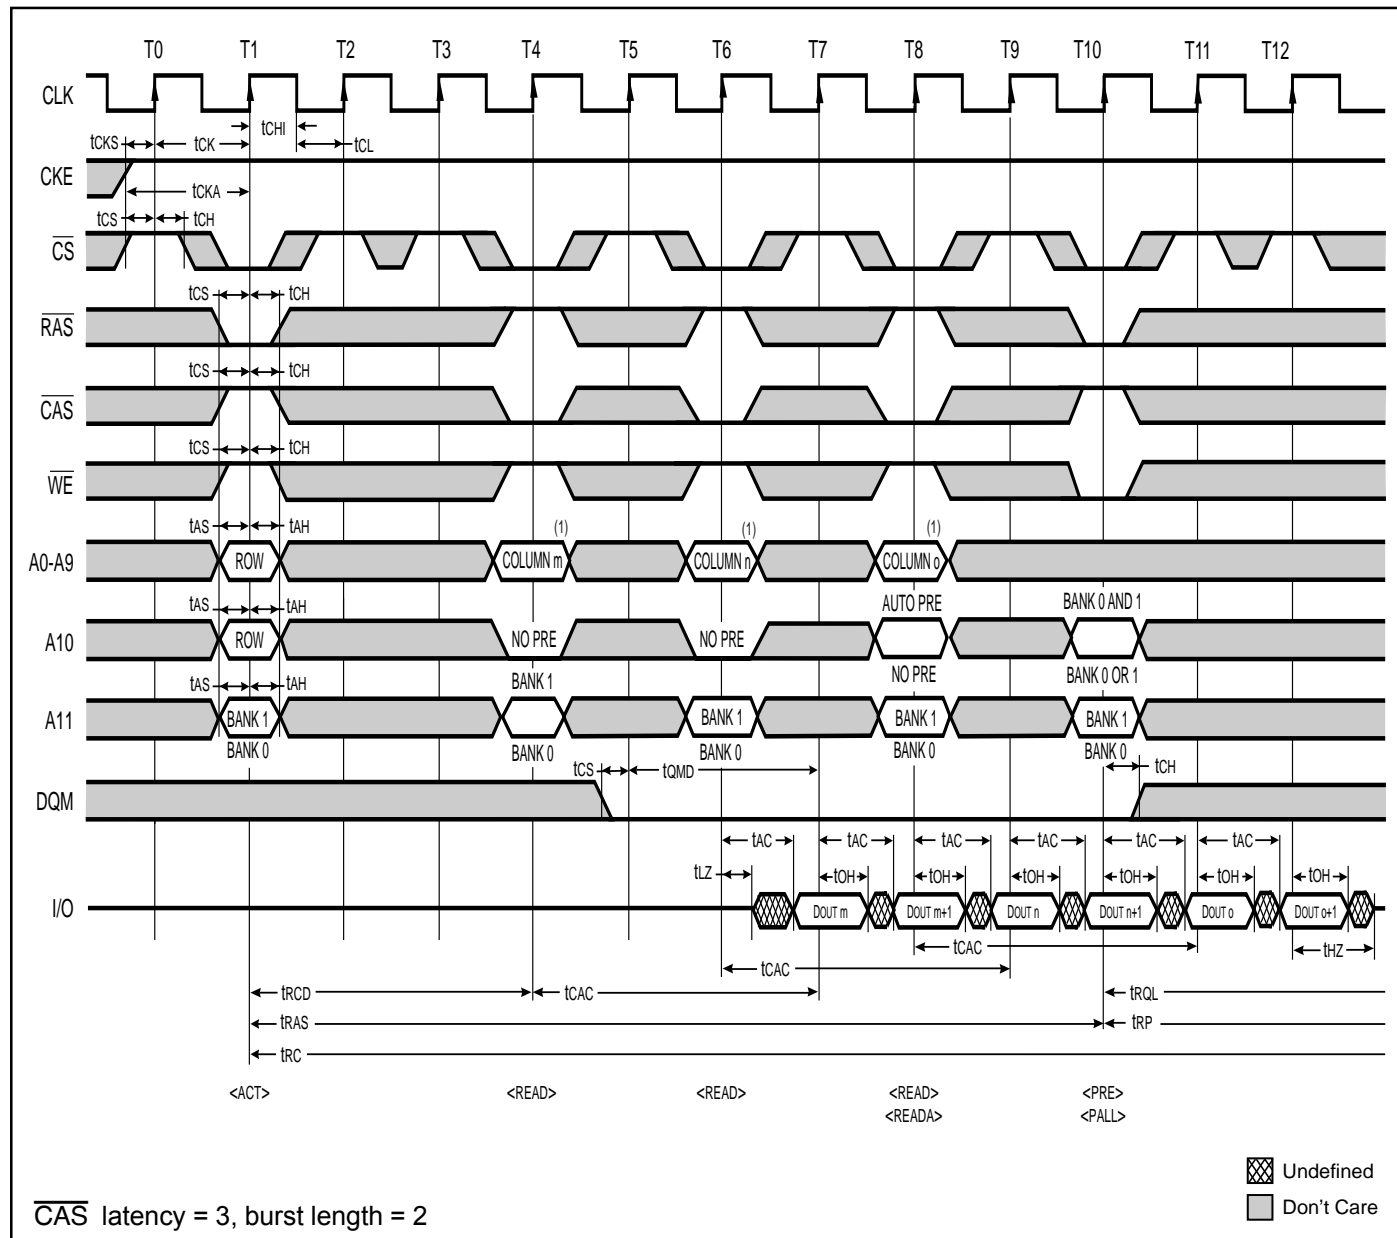 T0 T1 T2 T3 T4 T5 T6 T7 T8 T9 T10 T11 T12
CLK
tCHI
tCKS tCK tCL
CKE
tCKA
tCS tCH
CS
tCS tCH
RAS
tCS tCH
CAS
tCS tCH
WE
tAS tAH (1) (1) (1)
A0-A9 ROW COLUMN m COLUMN n COLUMN o
tAS tAH AUTO PRE BANK 0 AND 1
A10 ROW NO PRE NO PRE
tAS tAH BANK 1 NO PRE BANK 0 OR 1
A11 BANK 1 BANK 1 BANK 1 BANK 1
BANK 0 BANK 0 BANK 0 BANK 0 BANK 0
tCS tQMD tCH
DQM
tAC tAC tAC tAC tAC tAC
tLZ tOH tOH tOH tOH tOH tOH
I/O DOUT m DOUT m+1 DOUT n DOUT n+1 DOUT o DOUT o+1
tCAC tHZ
tCAC
tRCD tCAC tRQL
tRAS tRP
tRC
<ACT> <READ> <READ> <READ> <PRE>
<READA> <PALL>
Undefined
Don't Care
CAS latency = 3, burst length = 2